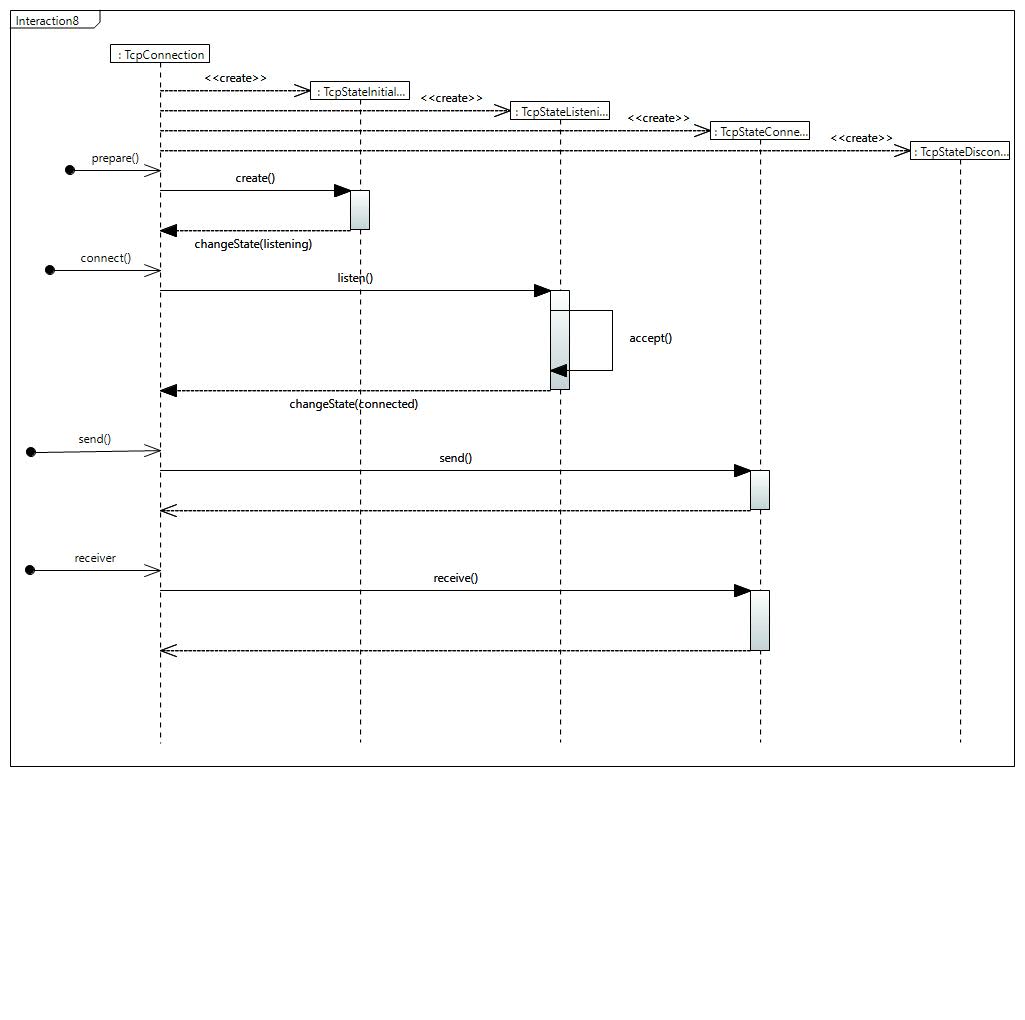 Interaction8
: TcpConnection
<<create>>
: TcpStateInitial...
<<create>>
: TcpStateListeni...
<<create>>
: TcpStateConne...
<<create>>
: TcpStateDiscon...
prepare()
create()
changeState(listening)
connect()
listen()
accept()
changeState(connected)
send()
send()
receiver
receive()